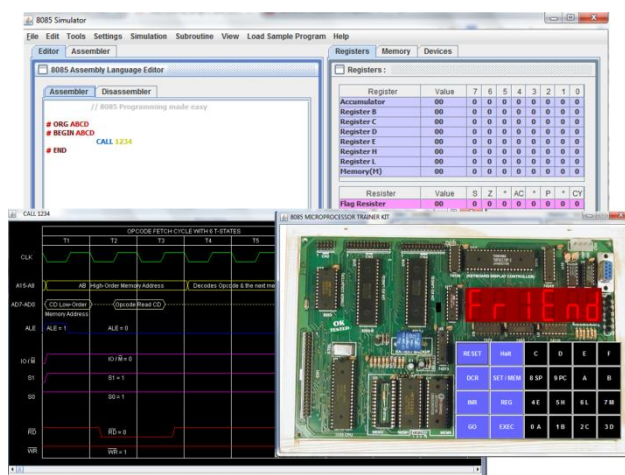 8085 Simulator
File Edit Tools Settings Simulation Subroutine View Load Sample Program Help
Editor Assembler
8085 Assembly Language Editor
Assembler Disassembler
// 8085 Programming made easy
# ORG ABCD
# BEGIN ABCD
CALL 1234
# END
Registers Memory Devices
Registers :
Register Value 7 6 5 4 3 2 1 0
Accumulator 00 0 0 0 0 0 0 0 0
Register B 00 0 0 0 0 0 0 0 0
Register C 00 0 0 0 0 0 0 0 0
Register D 00 0 0 0 0 0 0 0 0
Register E 00 0 0 0 0 0 0 0 0
Register H 00 0 0 0 0 0 0 0 0
Register L 00 0 0 0 0 0 0 0 0
Memory(M) 00 0 0 0 0 0 0 0 0
Resister Value S Z * AC * P * CY
Flag Resister 00
CALL 1234
OPCODE FETCH CYCLE WITH 6 T-STATES
T1 T2 T3 T4 T5
CLK
A15-A8 AB High-Order Memory Address Decodes Opcode & the next me
AD7-AD0 CD Low-Order Memory Address Opcode Read CD
ALE ALE = 1 ALE = 0
IO / M IO / M = 0
S1 S1 = 1
S0 S0 = 1
RD RD = 0
WR WR = 1
8085 MICROPROCESSOR TRAINER KIT
KEYBOARD DISPLAY CONTROLLER
OK
TESTED
Fr1End
RESET Halt C D E F
DCR SET / MEM 8 SP 9 PC A B
INR REG 4 E 5 H 6 L 7 M
GO EXEC 0 A 1 B 2 C 3 D